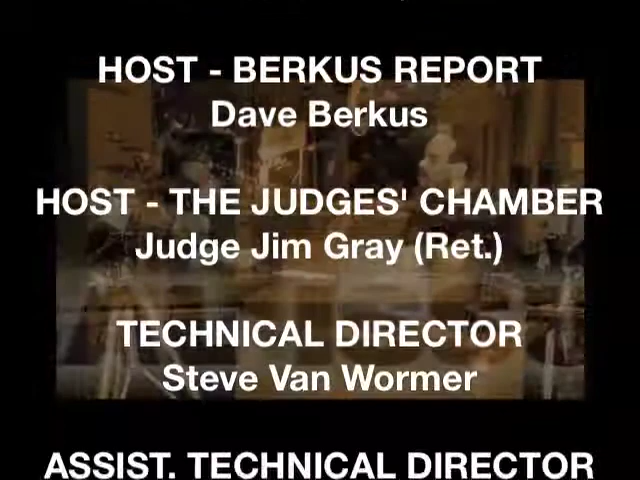 HOST - BERKUS REPORT
Dave Berkus
HOST - THE JUDGES' CHAMBER
Judge Jim Gray (Ret.)
TECHNICAL DIRECTOR
Steve Van Wormer
ASSIST. TECHNICAL DIRECTOR